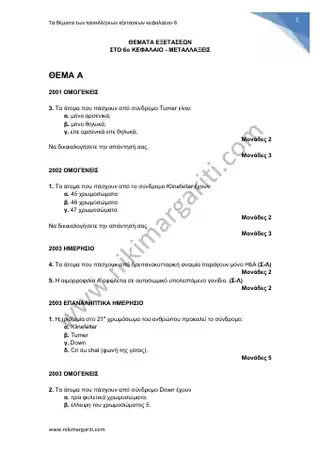 Τα θέματα των πανελλήνιων εξετάσεων κεφαλαίου 6
1
ΘΕΜΑΤΑ ΕΞΕΤΑΣΕΩΝ
ΣΤΟ 6ο ΚΕΦΑΛΑΙΟ - ΜΕΤΑΛΛΑΞΕΙΣ
ΘΕΜΑ Α
2001 ΟΜΟΓΕΝΕΙΣ
3. Τα άτομα που πάσχουν από σύνδρομο Turner είναι:
α. μόνο αρσενικά,
β. μόνο θηλυκά,
γ. είτε αρσενικά είτε θηλυκά,
Μονάδες 2
Να δικαιολογήσετε την απάντησή σας.
Μονάδες 3
2002 ΟΜΟΓΕΝΕΙΣ
1. Τα άτομα που πάσχουν από το σύνδρομο Klinefelter έχουν:
α. 45 χρωμοσώματα
β. 46 χρωμοσώματα
γ. 47 χρωμοσώματα
Μονάδες 2
Να δικαιολογήσετε την απάντησή σας
Μονάδες 3
2003 ΗΜΕΡΗΣΙΟ
4. Τα άτομα που πάσχουν από δρεπανοκυτταρική αναιμία παράγουν μόνο HbA (Σ-Λ)
Μονάδες 2
5. Η αιμορροφιλία Α οφείλεται σε αυτοσωμικό υπολειπόμενο γονίδιο. (Σ-Λ)
Μονάδες 2
2003 ΕΠΑΝΑΛΗΠΤΙΚΑ ΗΜΕΡΗΣΙΟ
1. Η τρισωμία στο 21ο χρωμόσωμα του ανθρώπου προκαλεί το σύνδρομο:
α. Klinefelter
β. Turner
γ. Down
δ. Cri du chat (φωνή της γάτας).
Μονάδες 5
2003 ΟΜΟΓΕΝΕΙΣ
2. Τα άτομα που πάσχουν από σύνδρομο Down έχουν
α. τρία φυλετικά χρωμοσώματα.
β. έλλειψη του χρωμοσώματος 5.
www.nikimargariti.com
www.nikimargariti.com